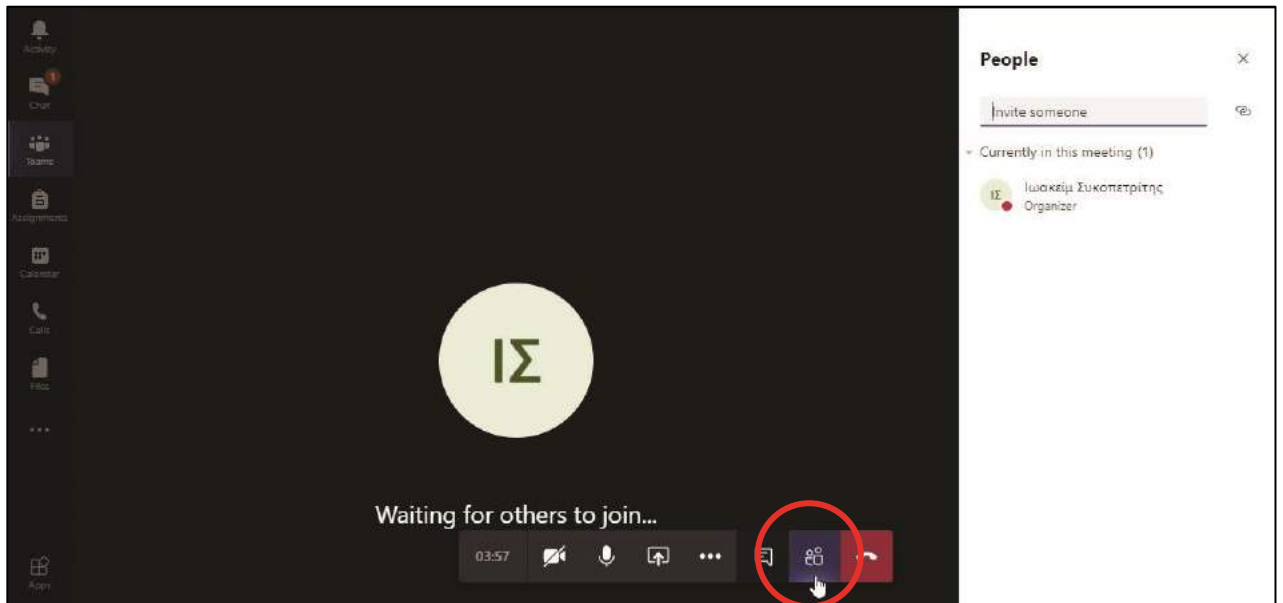 Activity
1
Chat
Teams
Assignments
Calendar
Calls
Files
Apps
ΙΣ
Waiting for others to join...
03:57
People
Invite someone
Currently in this meeting (1)
ΙΣ
Ιωακείμ Συκοπετρίτης
Organizer